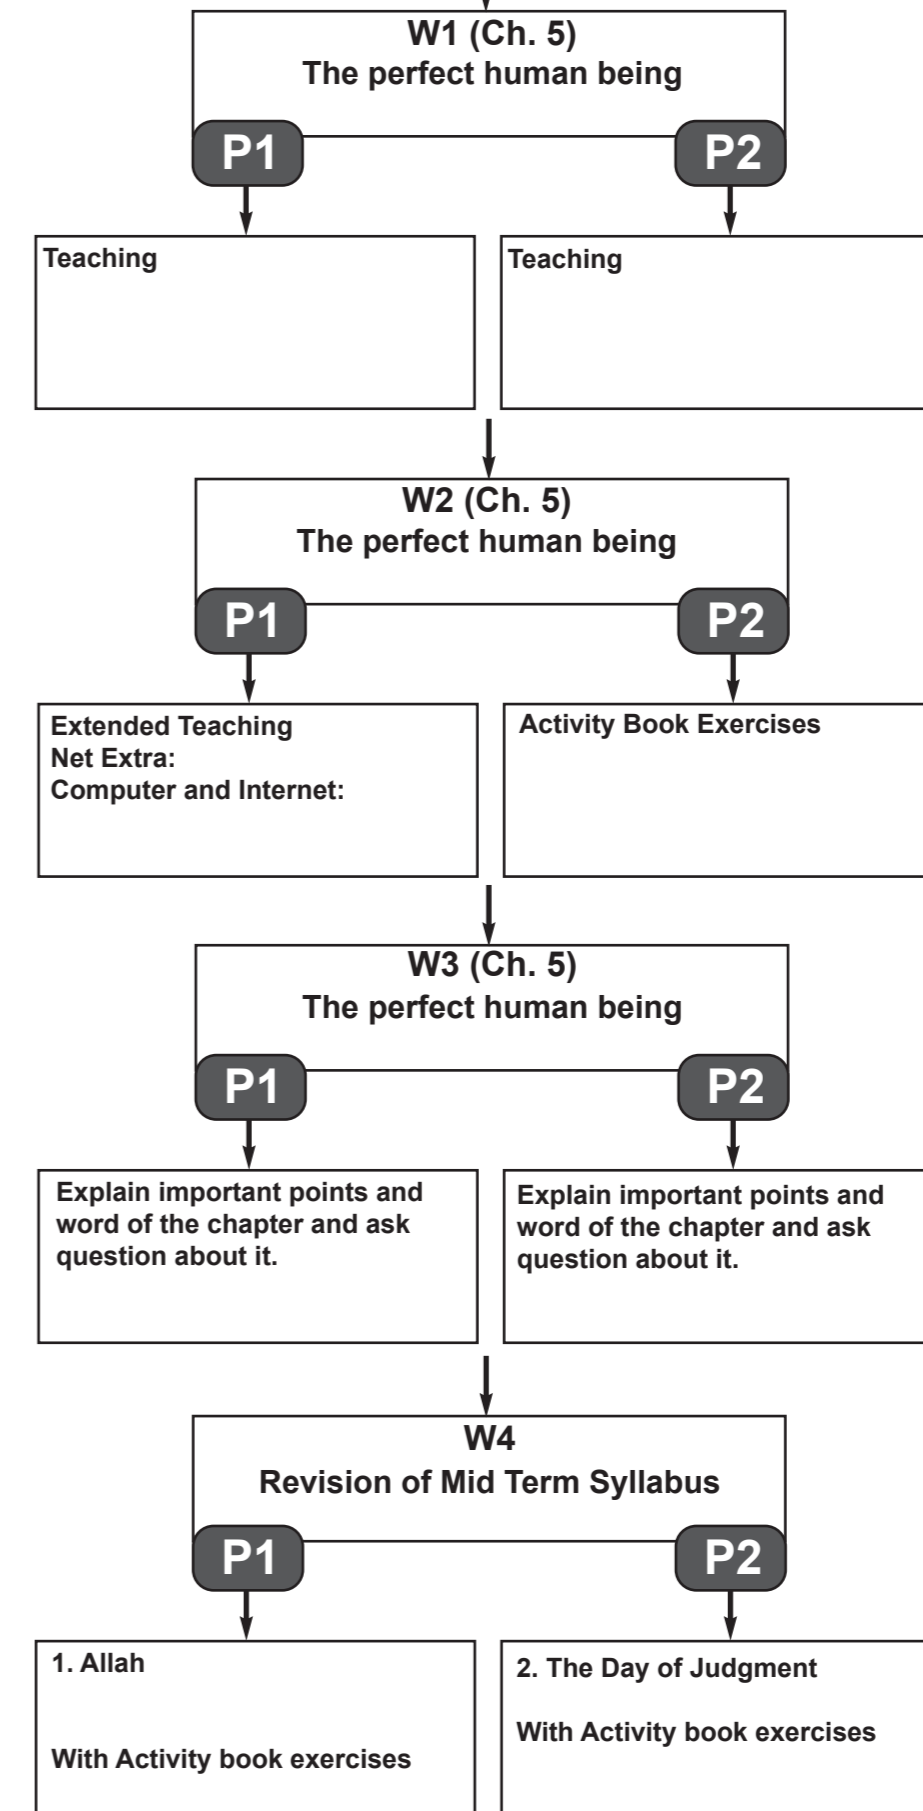 W1 (Ch. 5)
The perfect human being
P1
P2
Teaching
Teaching
W2 (Ch. 5)
The perfect human being
P1
P2
Extended Teaching
Net Extra:
Computer and Internet:
Activity Book Exercises
W3 (Ch. 5)
The perfect human being
P1
P2
Explain important points and
word of the chapter and ask
question about it.
Explain important points and
word of the chapter and ask
question about it.
W4
Revision of Mid Term Syllabus
P1
P2
1. Allah
With Activity book exercises
2. The Day of Judgment
With Activity book exercises